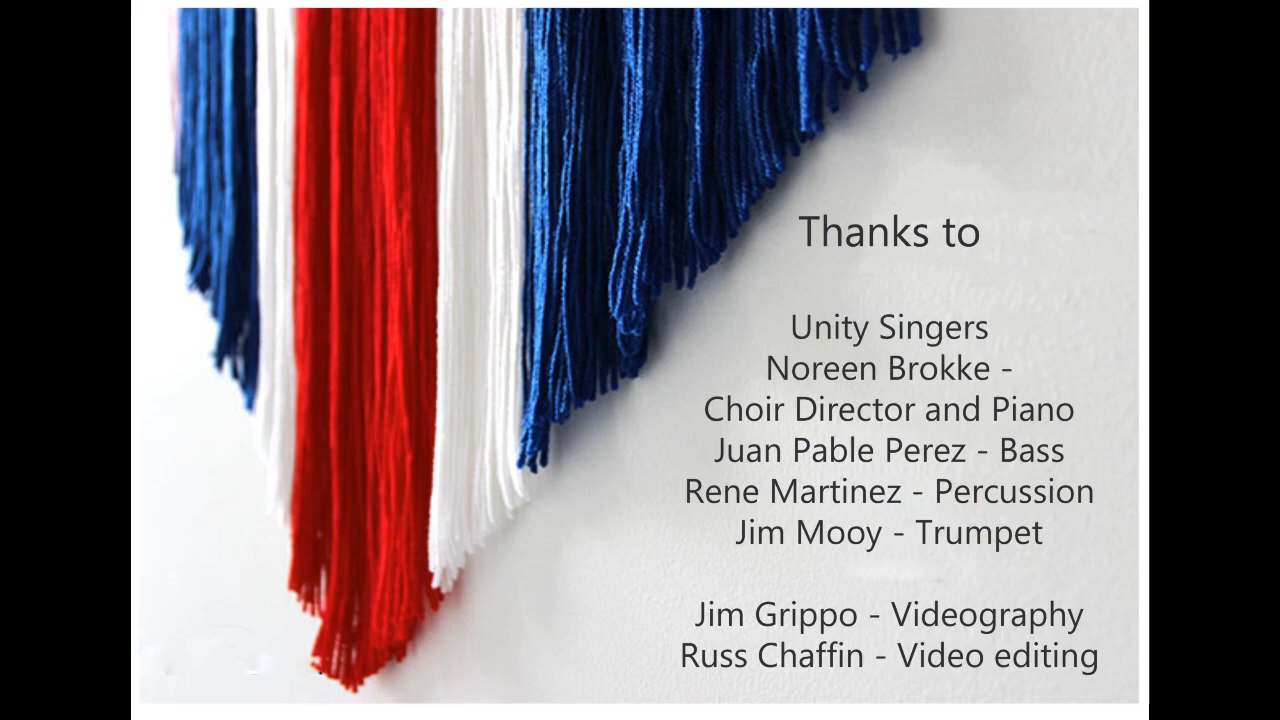 Thanks to
Unity Singers
Noreen Brokke -
Choir Director and Piano
Juan Pable Perez - Bass
Rene Martinez - Percussion
Jim Mooy - Trumpet
Jim Grippo - Videography
Russ Chaffin - Video editing